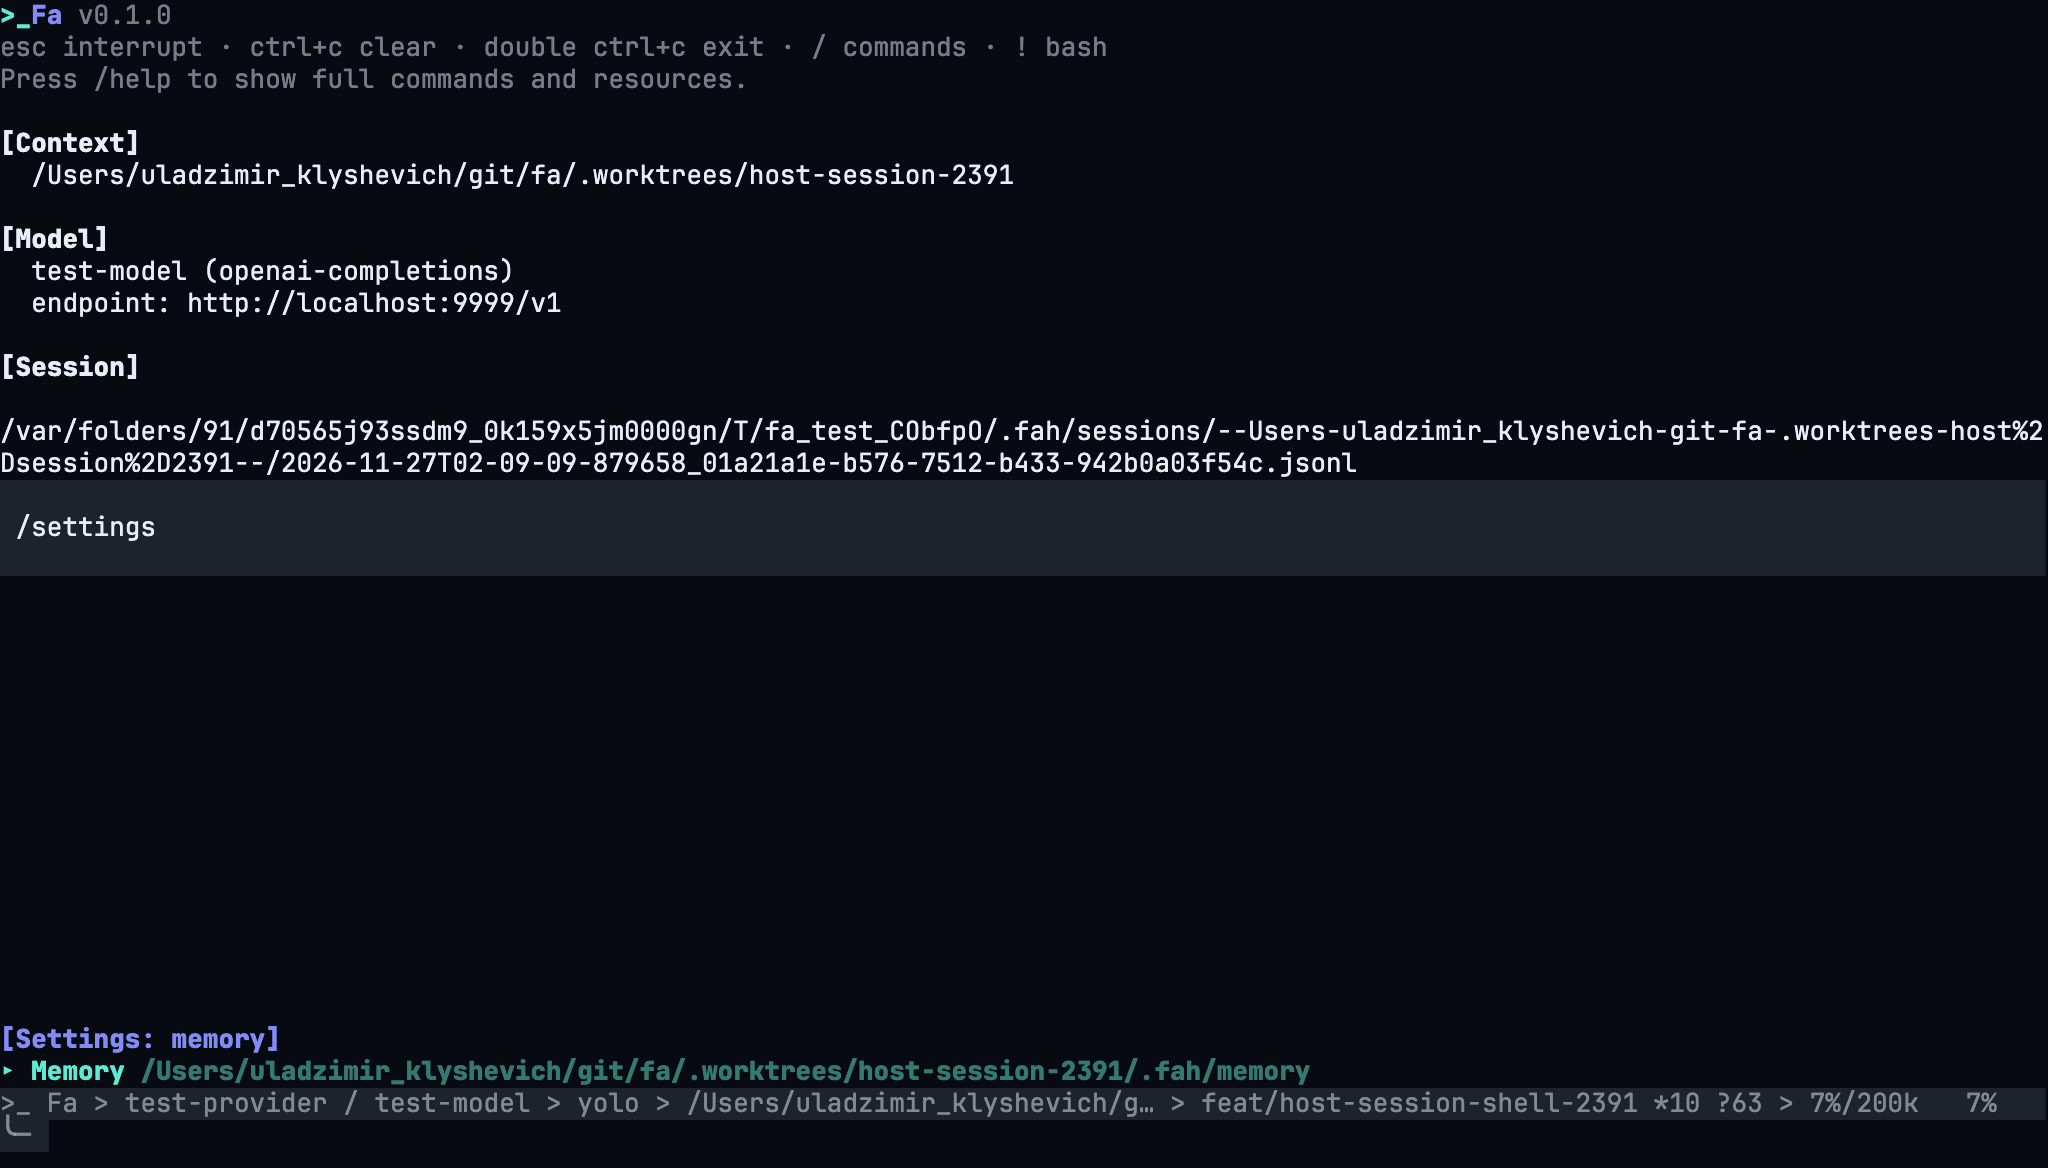 >_Fa v0.1.0
esc interrupt · ctrl+c clear · double ctrl+c exit · / commands · ! bash
Press /help to show full commands and resources.
[Context]
/Users/uladzimir_klyshevich/git/fa/.worktrees/host-session-2391
[Model]
test-model (openai-completions)
endpoint: http://localhost:9999/v1
[Session]
/var/folders/91/d70565j93ssdm9_0k159x5jm0000gn/T/fa_test_CObfpO/.fah/sessions/--Users-uladzimir_klyshevich-git-fa-.worktrees-host%2
Dsession%2D2391--/2026-11-27T02-09-09-879658_01a21a1e-b576-7512-b433-942b0a03f54c.jsonl
/settings
[Settings: memory]
▸ Memory /Users/uladzimir_klyshevich/git/fa/.worktrees/host-session-2391/.fah/memory
>_ Fa > test-provider / test-model > yolo > /Users/uladzimir_klyshevich/g… > feat/host-session-shell-2391 *10 ?63 > 7%/200k 7%